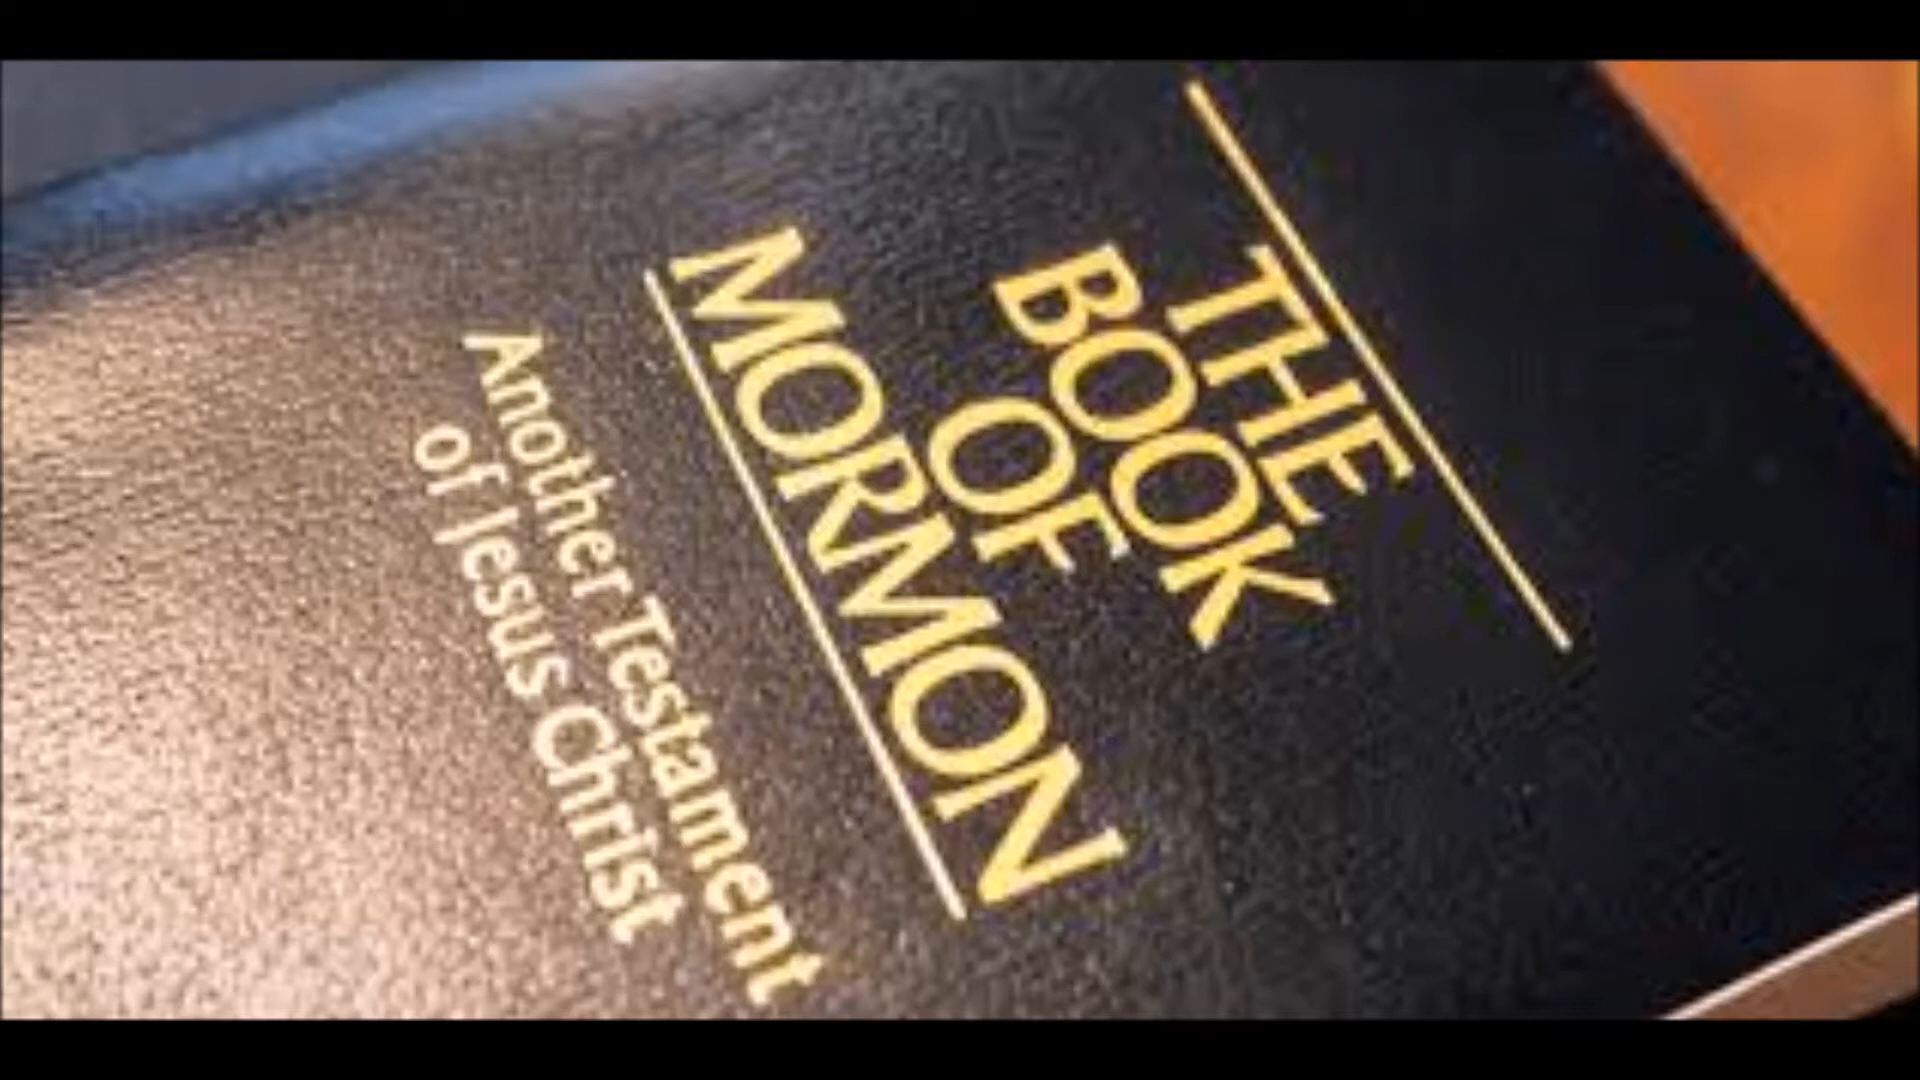 THE
BOOK
OF
MORMON
Another Testament
of Jesus Christ